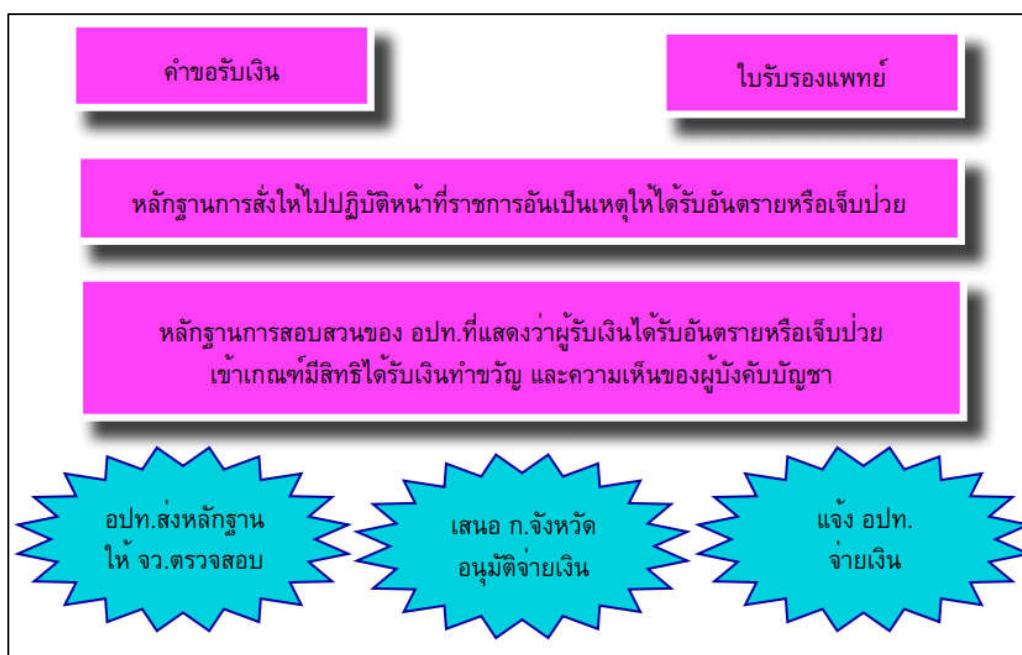 คำขอรับเงิน
ใบรับรองแพทย์
หลักฐานการสั่งให้ไปปฏิบัติหน้าที่ราชการอันเป็นเหตุให้ได้รับอันตรายหรือเจ็บป่วย
หลักฐานการสอบสวนของ อปท.ที่แสดงว่าผู้รับเงินได้รับอันตรายหรือเจ็บป่วย
เข้าเกณฑ์มีสิทธิได้รับเงินทำขวัญ และความเห็นของผู้บังคับบัญชา
อปท.ส่งหลักฐาน
ให้ จว.ตรวจสอบ
เสนอ ก.จังหวัด
อนุมัติจ่ายเงิน
แจ้ง อปท.
จ่ายเงิน